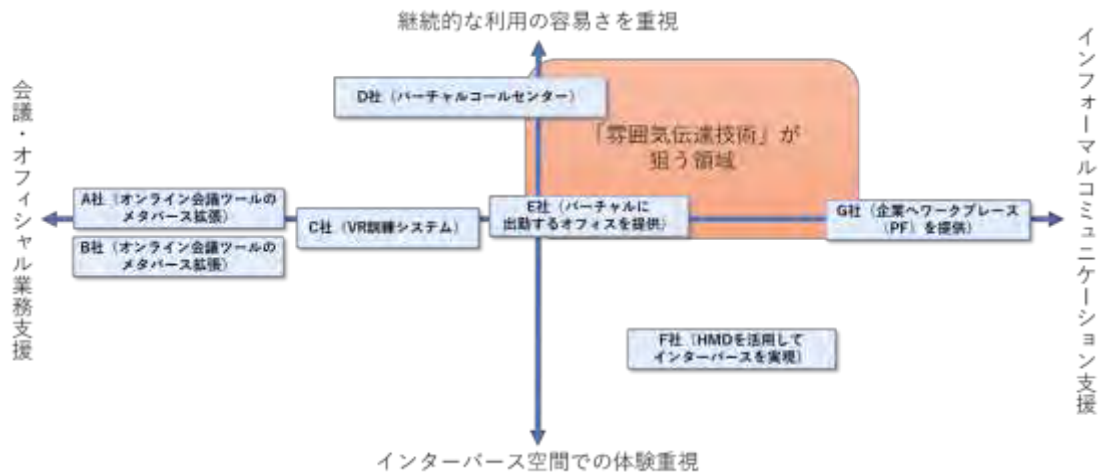 継続的な利用の容易さを重視
会議・オフィシャル業務支援
インフォーマルコミュニケーション支援
D社（バーチャルコールセンター）
「雰囲気伝達技術」が
狙う領域
A社（オンライン会議ツールの
メタバース拡張）
B社（オンライン会議ツールの
メタバース拡張）
C社（VR訓練システム）
E社（バーチャルに
出勤するオフィスを提供）
G社（企業へワークプレース
（PF）を提供）
F社（HMDを活用して
インターバースを実現）
インターバース空間での体験重視